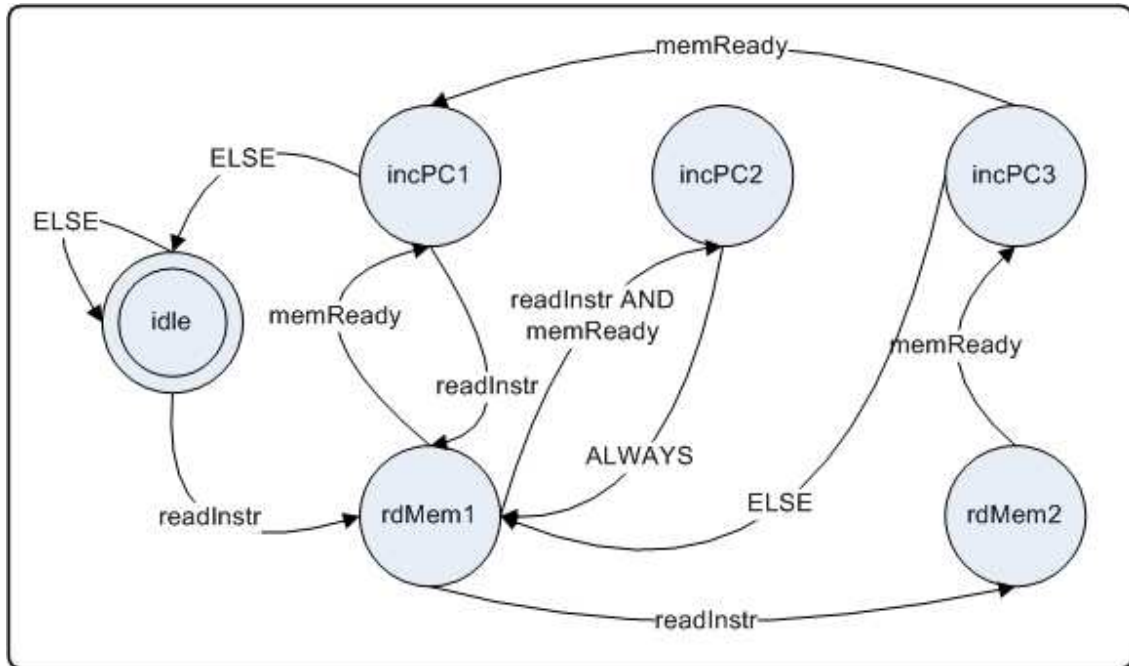 memReady
ELSE
incPC1
incPC2
incPC3
ELSE
idle
memReady
readInstr AND
memReady
memReady
readInstr
ALWAYS
ELSE
readInstr
rdMem1
rdMem2
readInstr